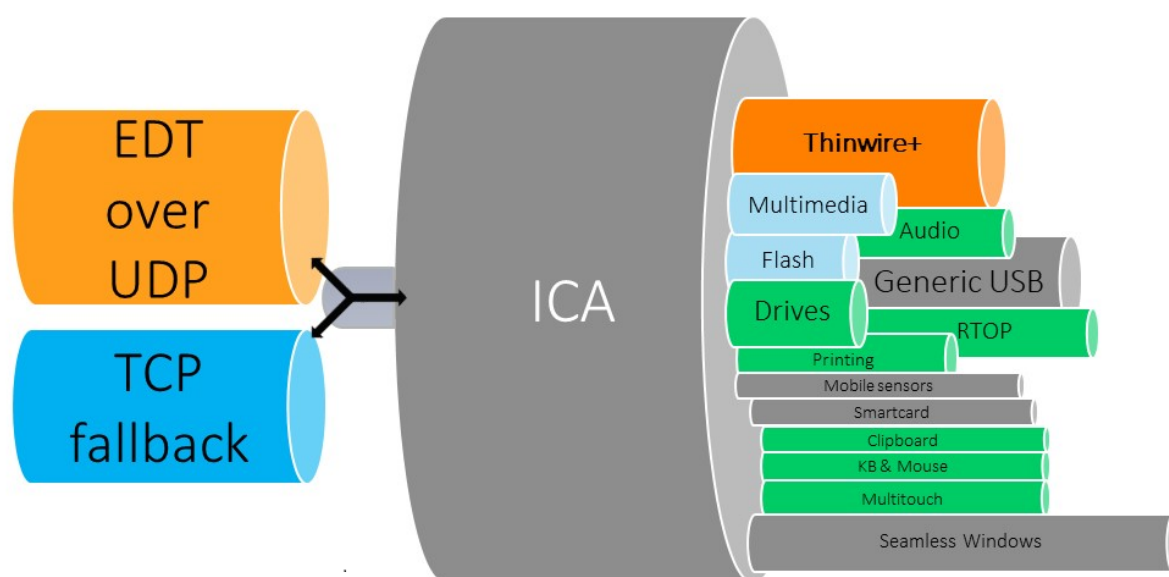 EDT
over
UDP
TCP
fallback
ICA
Thinwire+
Multimedia
Audio
Flash
Generic USB
Drives
RTOP
Printing
Mobile sensors
Smartcard
Clipboard
KB & Mouse
Multitouch
Seamless Windows